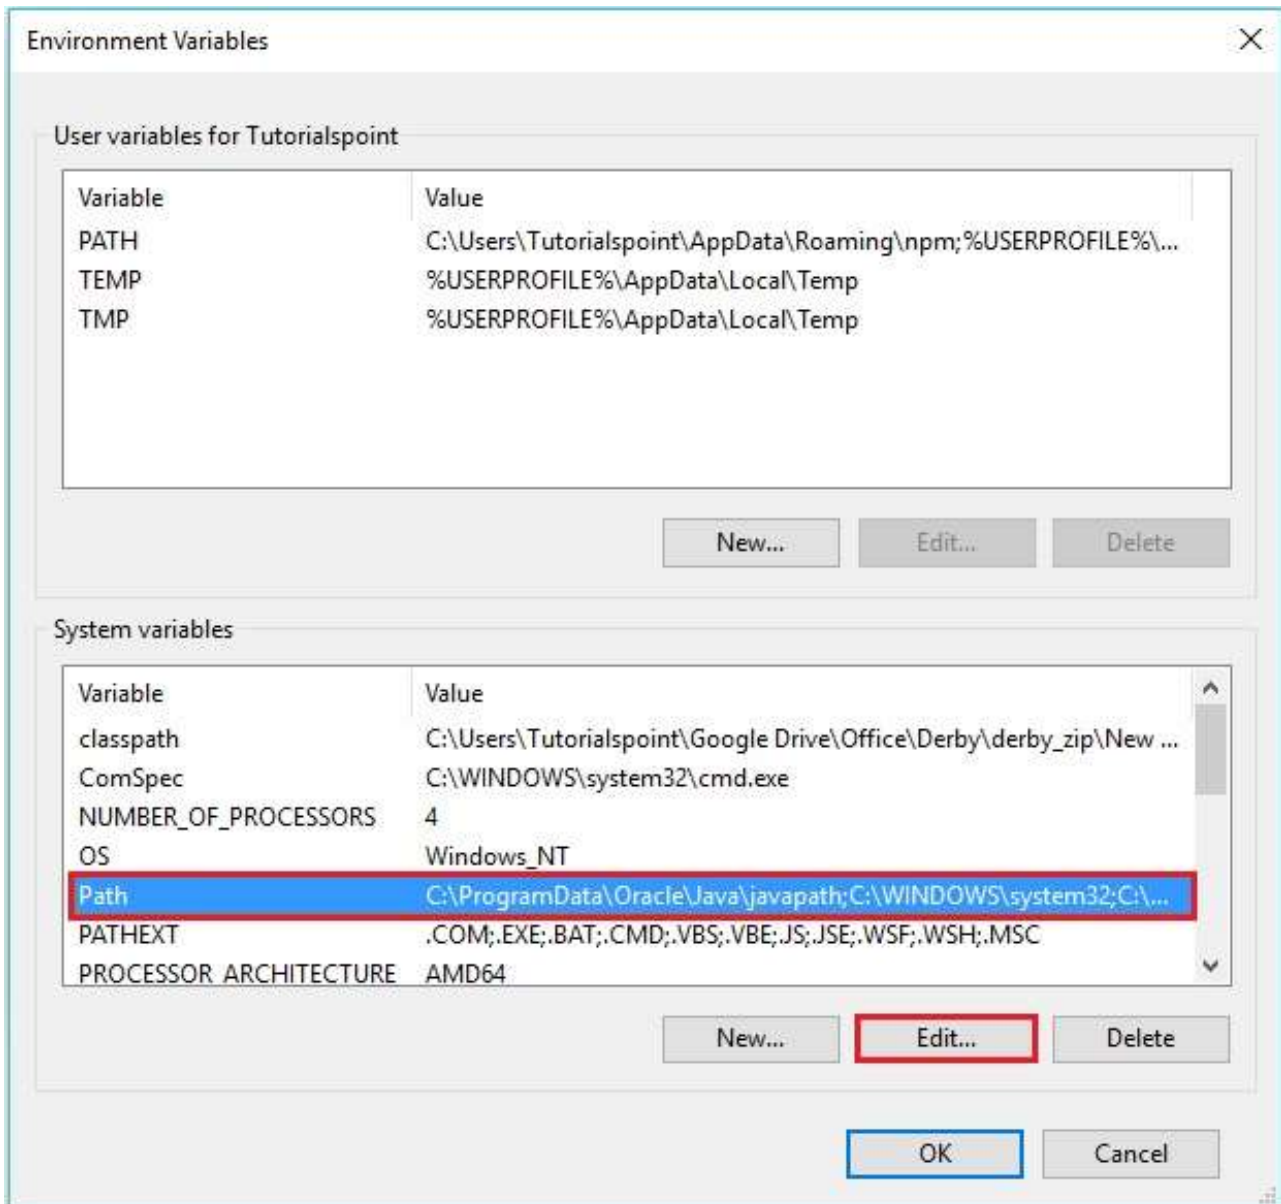 Environment Variables
User variables for Tutorialspoint
Variable Value
PATH C:\Users\Tutorialspoint\AppData\Roaming\npm;%USERPROFILE%\...
TEMP %USERPROFILE%\AppData\Local\Temp
TMP %USERPROFILE%\AppData\Local\Temp
New... Edit... Delete
System variables
Variable Value
classpath C:\Users\Tutorialspoint\Google Drive\Office\Derby\derby_zip\New ...
ComSpec C:\WINDOWS\system32\cmd.exe
NUMBER_OF_PROCESSORS 4
OS Windows_NT
Path C:\ProgramData\Oracle\Java\javapath;C:\WINDOWS\system32;C:\...
PATHEXT .COM;.EXE;.BAT;.CMD;.VBS;.VBE;.JS;.JSE;.WSF;.WSH;.MSC
PROCESSOR_ARCHITECTURE AMD64
New... Edit... Delete
OK Cancel